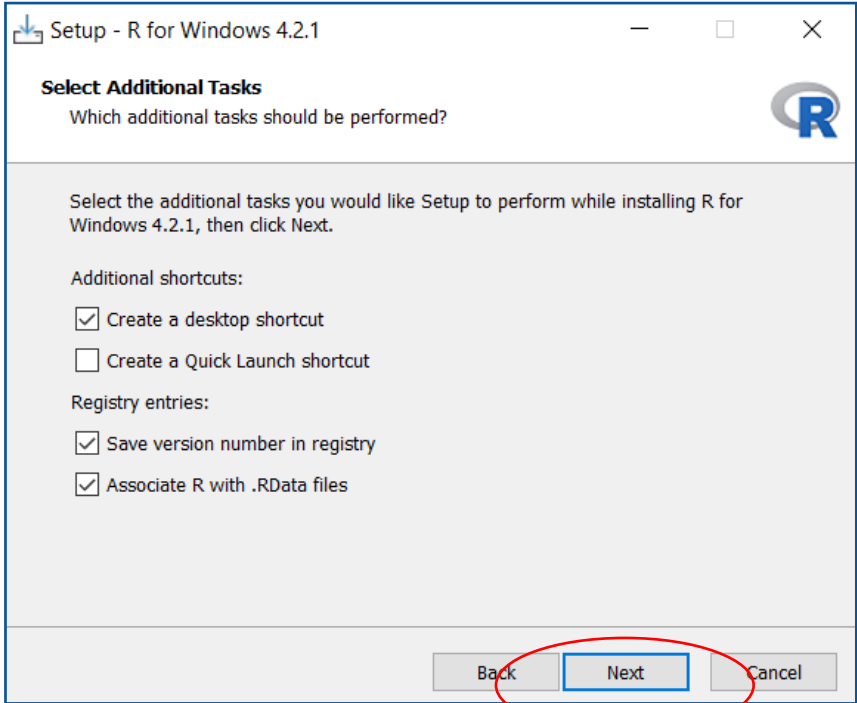 Setup - R for Windows 4.2.1
Select Additional Tasks
Which additional tasks should be performed?
R
Select the additional tasks you would like Setup to perform while installing R for
Windows 4.2.1, then click Next.
Additional shortcuts:
Create a desktop shortcut
Create a Quick Launch shortcut
Registry entries:
Save version number in registry
Associate R with .RData files
Back Next Cancel